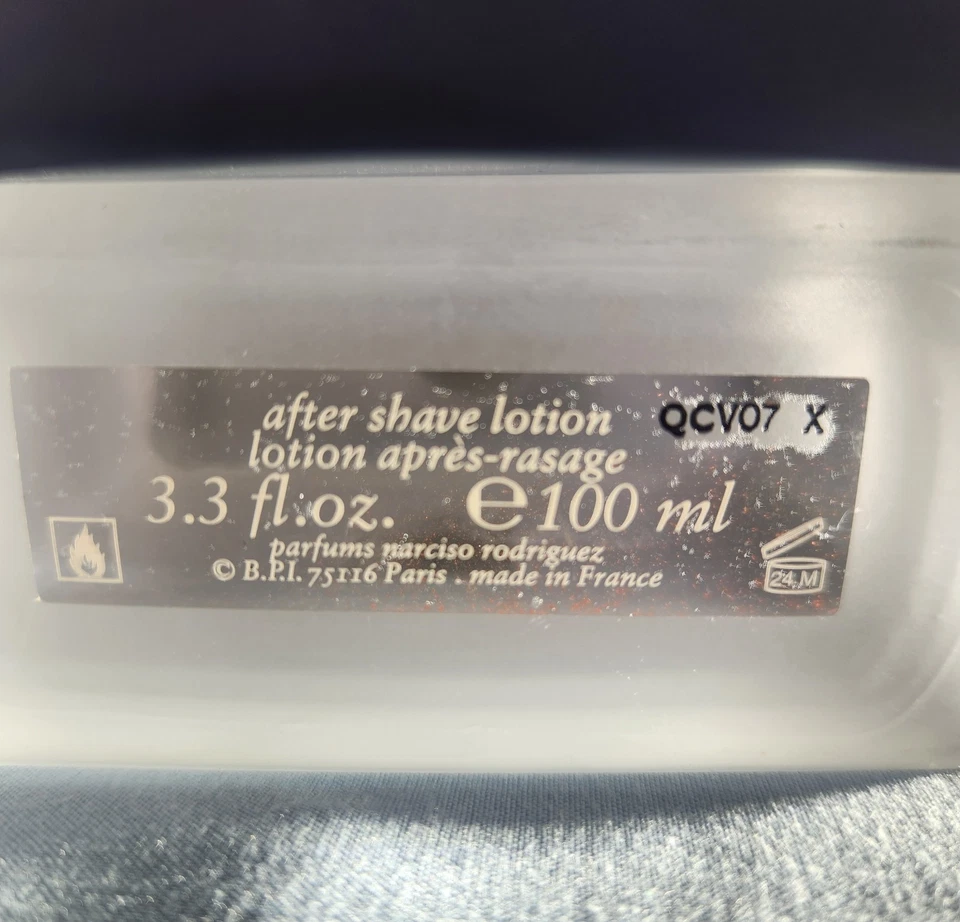 after shave lotion QCV07 X
lotion après-rasage
3.3 fl.oz. ℮100 ml
parfums narciso rodriguez
© B.P.I. 75116 Paris . made in France
24 M